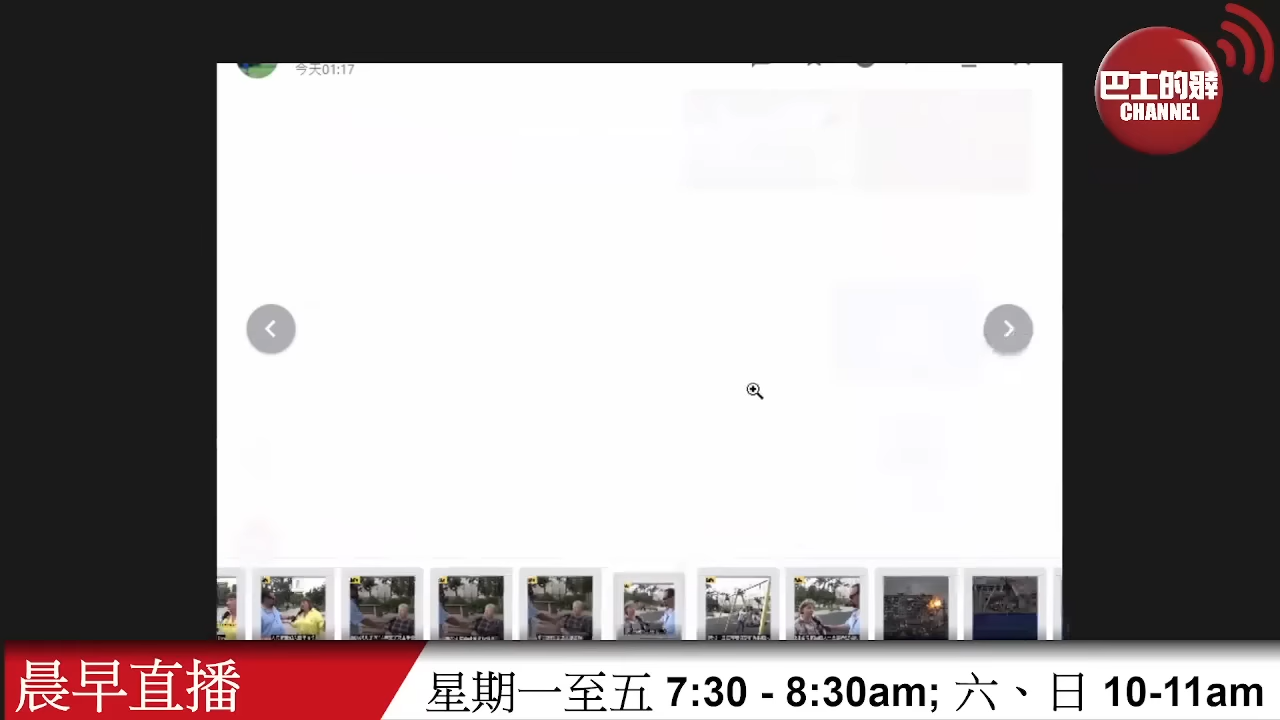 今天01:17
巴士的報
CHANNEL
晨早直播
星期一至五 7:30 - 8:30am; 六、日 10-11am